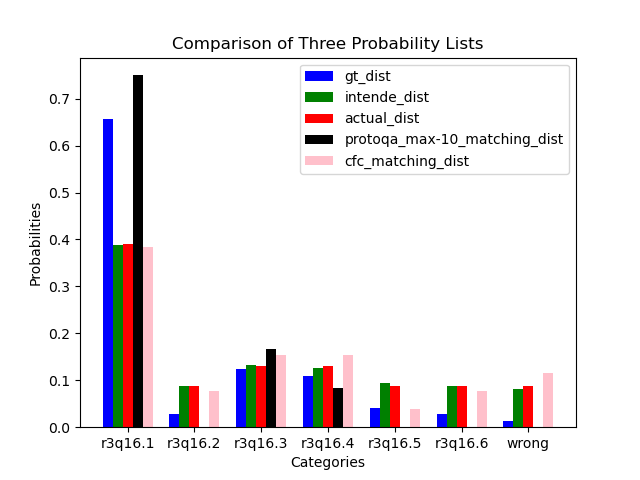 Comparison of Three Probability Lists
gt_dist
intende_dist
actual_dist
protoqa_max-10_matching_dist
cfc_matching_dist
Probabilities
0.7
0.6
0.5
0.4
0.3
0.2
0.1
0.0
r3q16.1 r3q16.2 r3q16.3 r3q16.4 r3q16.5 r3q16.6 wrong
Categories